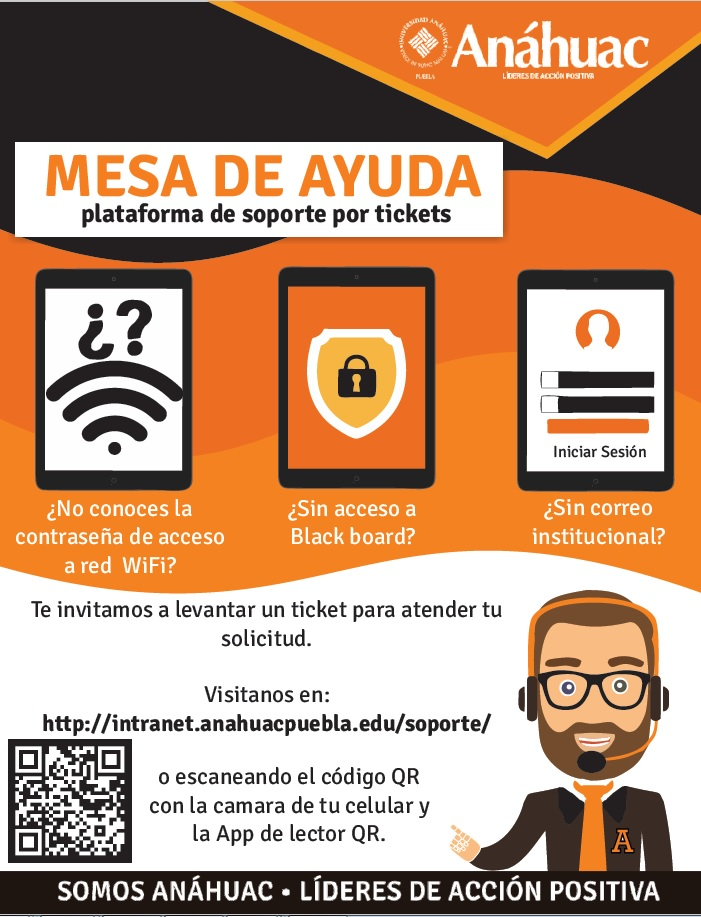 Anáhuac
LÍDERES DE ACCIÓN POSITIVA
PUEBLA
MESA DE AYUDA
plataforma de soporte por tickets
¿?
Iniciar Sesión
¿No conoces la
contraseña de acceso
a red WiFi?
¿Sin acceso a
Black board?
¿Sin correo
institucional?
Te invitamos a levantar un ticket para atender tu
solicitud.
Visitanos en:
http://intranet.anahuacpuebla.edu/soporte/
o escaneando el código QR
con la camara de tu celular y
la App de lector QR.
A
SOMOS ANÁHUAC • LÍDERES DE ACCIÓN POSITIVA